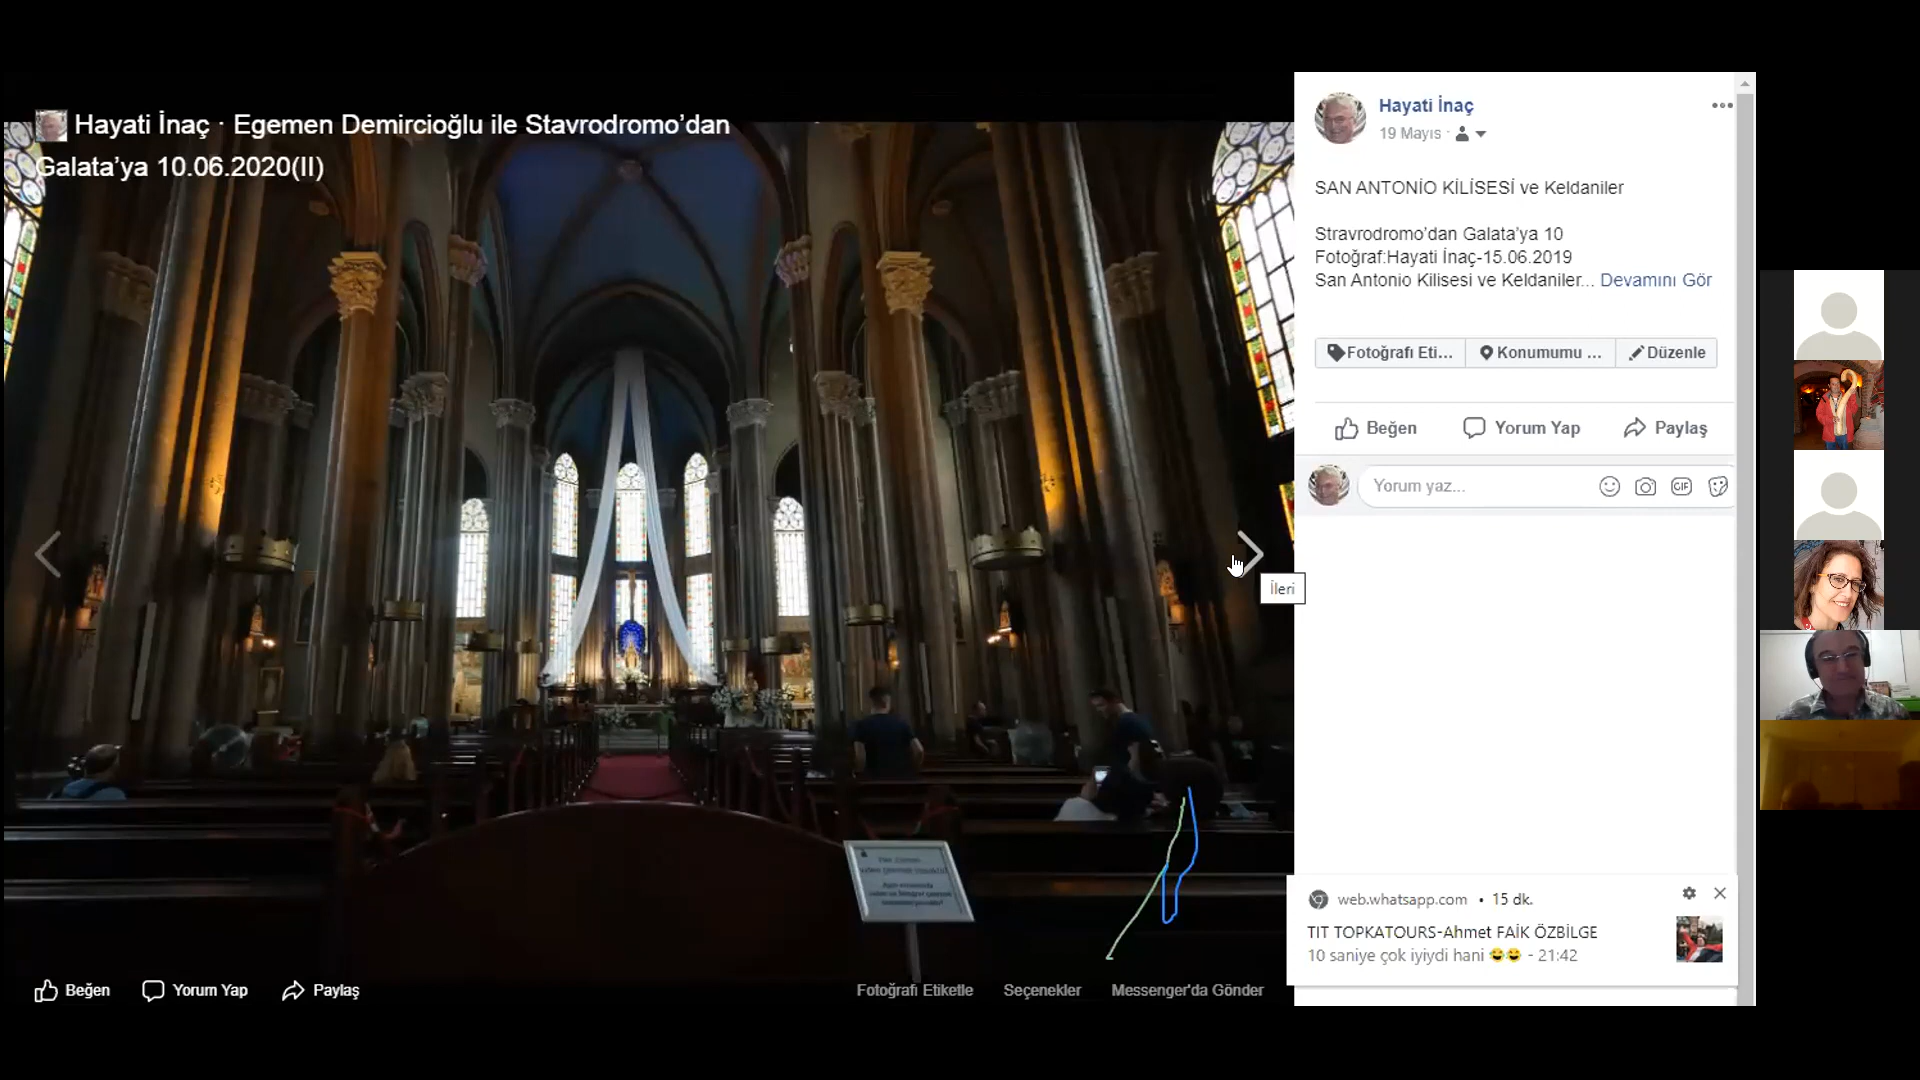 Hayati İnaç · Egemen Demircioğlu ile Stavrodromo’dan
Galata’ya 10.06.2020(II)
Beğen
Yorum Yap
Paylaş
Fotoğrafı Etiketle
Seçenekler
Messenger'da Gönder
İleri
Hayati İnaç
19 Mayıs ·
SAN ANTONİO KİLİSESİ ve Keldaniler
Stravrodromo’dan Galata’ya 10
Fotoğraf:Hayati İnaç-15.06.2019
San Antonio Kilisesi ve Keldaniler... Devamını Gör
Fotoğrafı Eti...
Konumumu ...
Düzenle
Beğen
Yorum Yap
Paylaş
Yorum yaz...
GIF
web.whatsapp.com • 15 dk.
TIT TOPKATOURS-Ahmet FAİK ÖZBİLGE
10 saniye çok iyiydi hani 😂😂 - 21:42